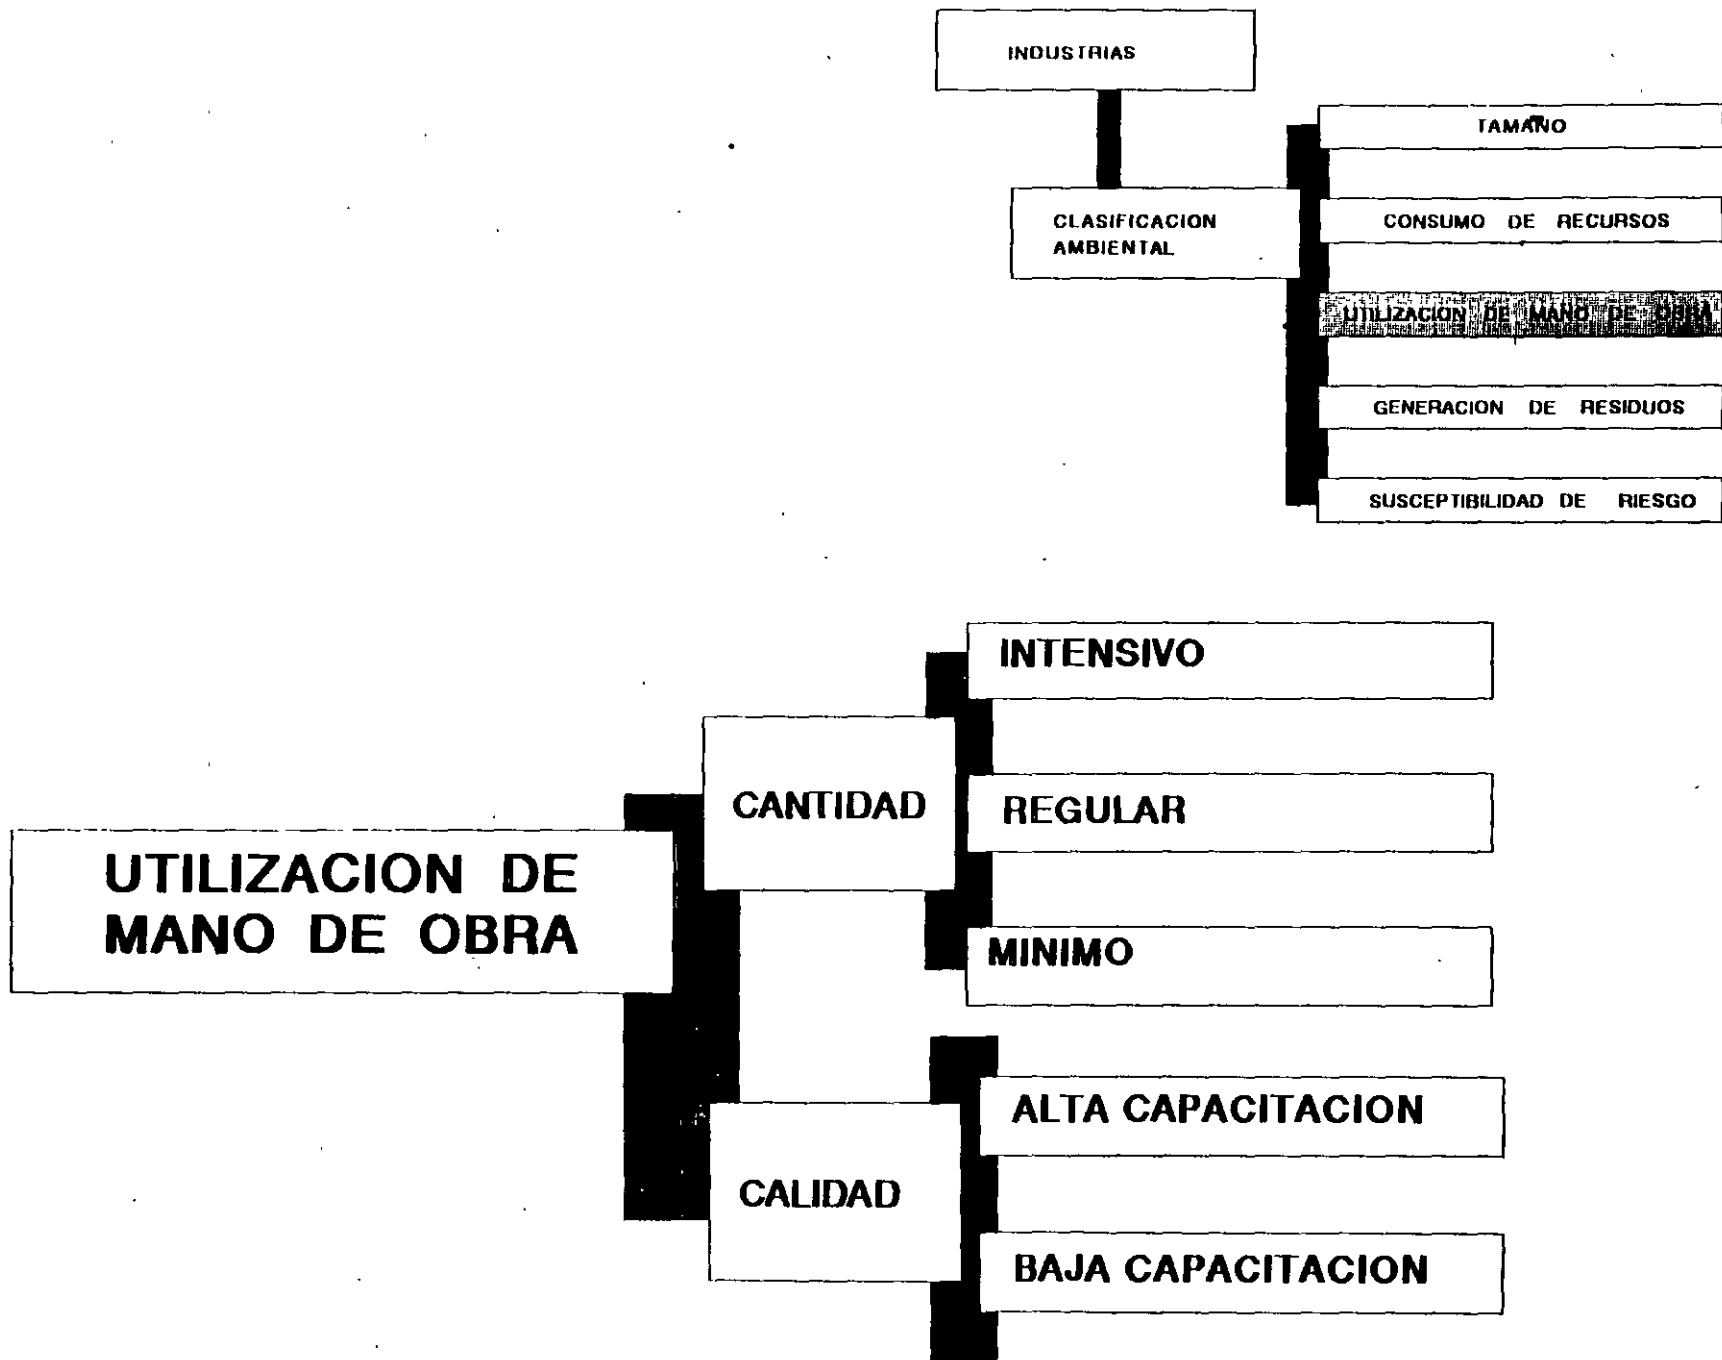 INDUSTRIAS
CLASIFICACION
AMBIENTAL
TAMAÑO
CONSUMO DE RECURSOS
UTILIZACION DE MANO DE OBRA
GENERACION DE RESIDUOS
SUSCEPTIBILIDAD DE RIESGO
UTILIZACION DE
MANO DE OBRA
CANTIDAD
INTENSIVO
REGULAR
MINIMO
CALIDAD
ALTA CAPACITACION
BAJA CAPACITACION